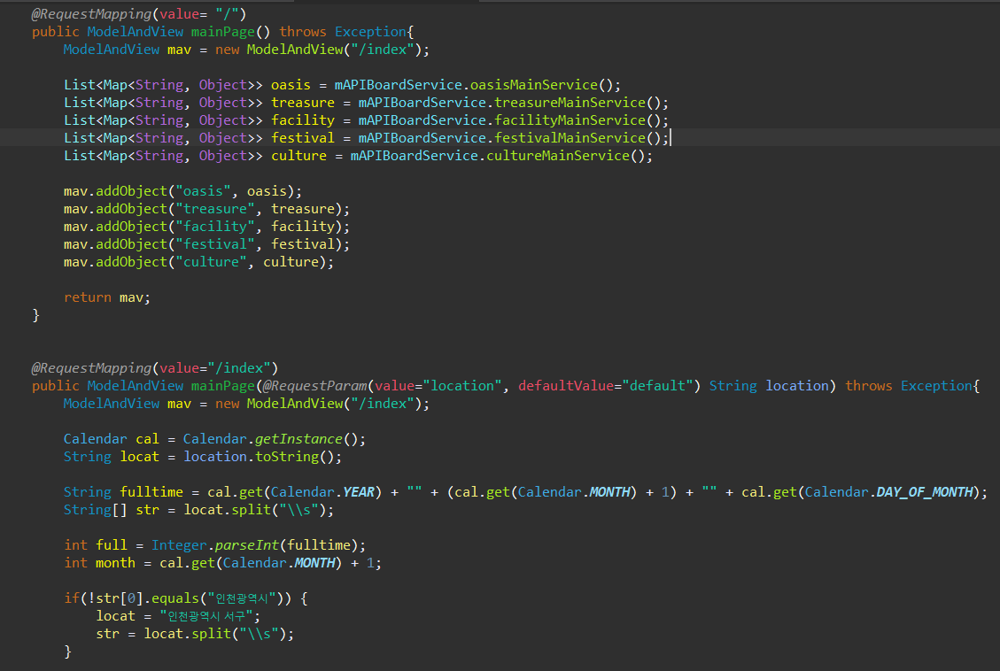 @RequestMapping(value= "/")
public ModelAndView mainPage() throws Exception{
ModelAndView mav = new ModelAndView("/index");
List<Map<String, Object>> oasis = mAPIBoardService.oasisMainService();
List<Map<String, Object>> treasure = mAPIBoardService.treasureMainService();
List<Map<String, Object>> facility = mAPIBoardService.facilityMainService();
List<Map<String, Object>> festival = mAPIBoardService.festivalMainService();
List<Map<String, Object>> culture = mAPIBoardService.cultureMainService();
mav.addObject("oasis", oasis);
mav.addObject("treasure", treasure);
mav.addObject("facility", facility);
mav.addObject("festival", festival);
mav.addObject("culture", culture);
return mav;
}
@RequestMapping(value="/index")
public ModelAndView mainPage(@RequestParam(value="location", defaultValue="default") String location) throws Exception{
ModelAndView mav = new ModelAndView("/index");
Calendar cal = Calendar.getInstance();
String locat = location.toString();
String fulltime = cal.get(Calendar.YEAR) + "" + (cal.get(Calendar.MONTH) + 1) + "" + cal.get(Calendar.DAY_OF_MONTH);
String[] str = locat.split("\\s");
int full = Integer.parseInt(fulltime);
int month = cal.get(Calendar.MONTH) + 1;
if(!str[0].equals("인천광역시")) {
locat = "인천광역시 서구";
str = locat.split("\\s");
}